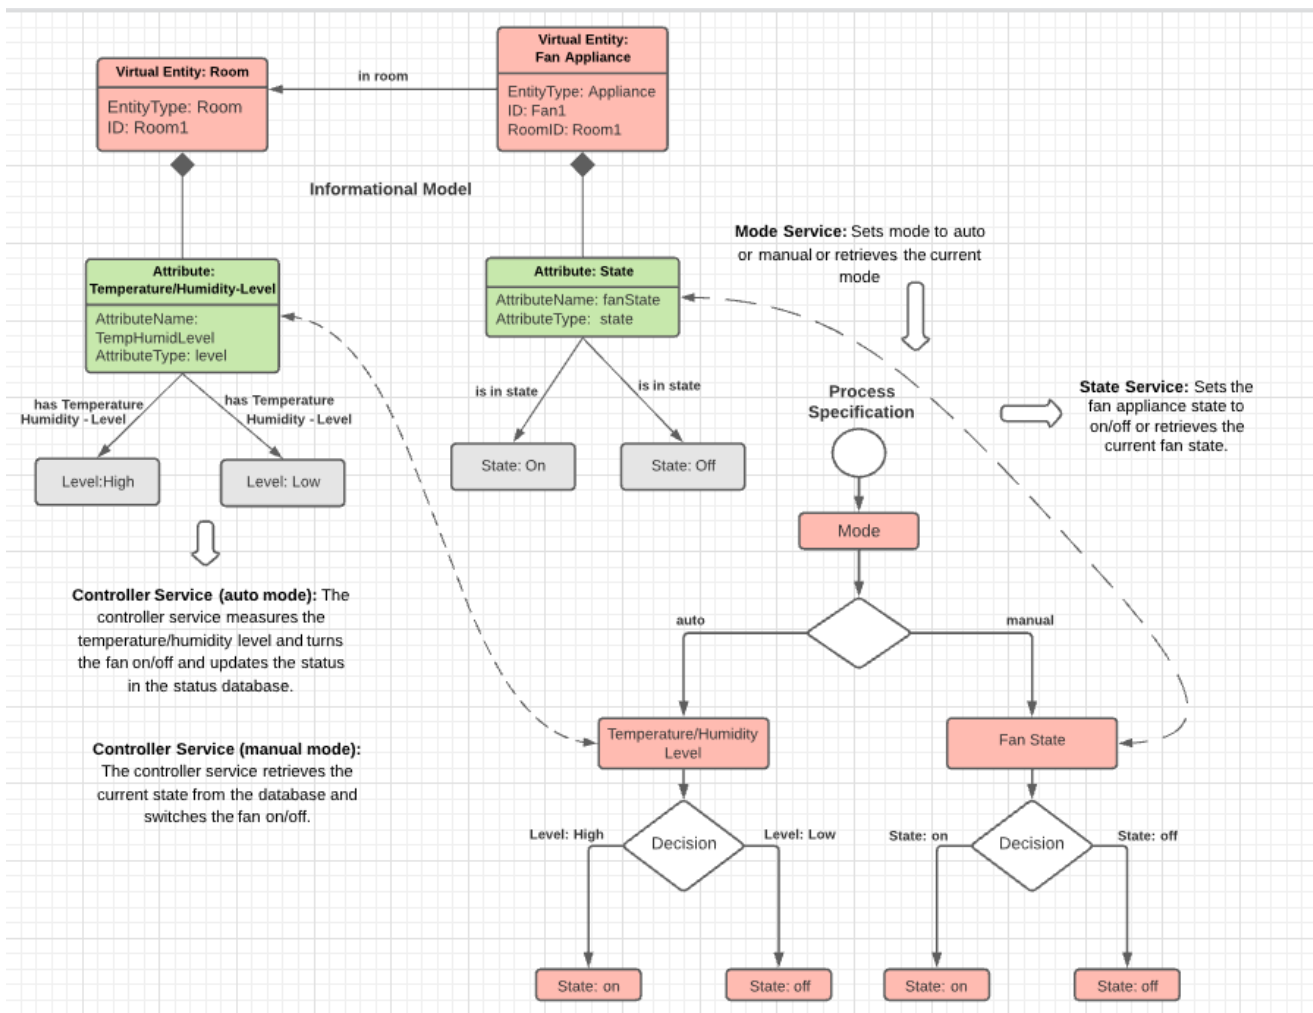 Virtual Entity: Room
EntityType: Room
ID: Room1
in room
Virtual Entity:
Fan Appliance
EntityType: Appliance
ID: Fan1
RoomID: Room1
Informational Model
Attribute:
Temperature/Humidity-Level
AttributeName:
TempHumidLevel
AttributeType: level
has Temperature
Humidity - Level
has Temperature
Humidity - Level
Level:High
Level: Low
Attribute: State
AttributeName: fanState
AttributeType: state
is in state
is in state
State: On
State: Off
Mode Service: Sets mode to auto
or manual or retrieves the current
mode
State Service: Sets the
fan appliance state to
on/off or retrieves the
current fan state.
Controller Service (auto mode): The
controller service measures the
temperature/humidity level and turns
the fan on/off and updates the status
in the status database.
Controller Service (manual mode):
The controller service retrieves the
current state from the database and
switches the fan on/off.
Process
Specification
Mode
auto
manual
Temperature/Humidity
Level
Fan State
Level: High
Decision
Level: Low
State: on
Decision
State: off
State: on
State: off
State: on
State: off